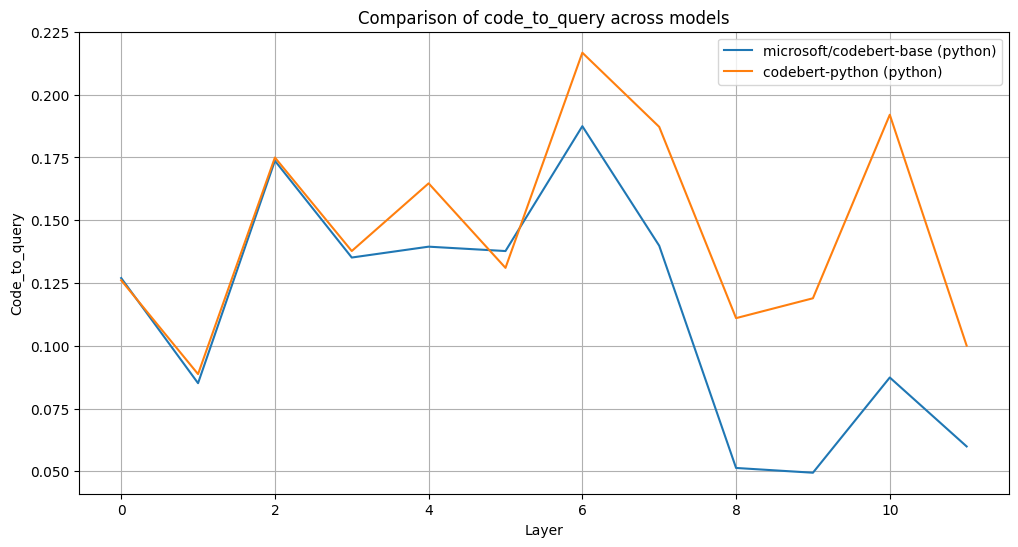 Comparison of code_to_query across models
microsoft/codebert-base (python)
codebert-python (python)
Code_to_query
0.225
0.200
0.175
0.150
0.125
0.100
0.075
0.050
0
2
4
6
8
10
Layer